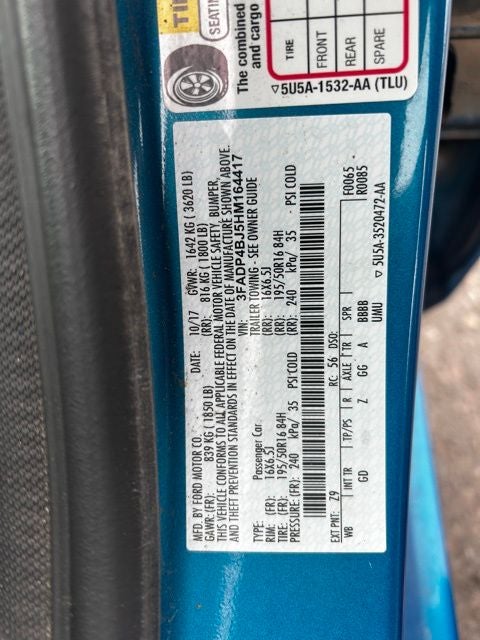 TIRE
SEATING
The combined
and cargo
TIRE
FRONT
REAR
SPARE
▽5U5A-1532-AA (TLU)
MFD. BY FORD MOTOR CO.
DATE: 10/17 GVWR: 1642 KG ( 3620 LB)
GAWR: (FR): 839 KG ( 1850 LB) (RR): 816 KG ( 1800 LB)
THIS VEHICLE CONFORMS TO ALL APPLICABLE FEDERAL MOTOR VEHICLE SAFETY, BUMPER,
AND THEFT PREVENTION STANDARDS IN EFFECT ON THE DATE OF MANUFACTURE SHOWN ABOVE.
VIN: 3FADP4BJ5HM164417
TYPE: Passenger Car TRAILER TOWING - SEE OWNER GUIDE
RIM: (FR): 16X6.5J (RR): 16X6.5J
TIRE: (FR): 195/50R16 84H (RR): 195/50R16 84H
PRESSURE:(FR): 240 kPa/ 35 PSI COLD (RR): 240 kPa/ 35 PSI COLD
F0065
R0085
EXT PNT: Z9 RC: 56 DSO:
WB INT TR TP/PS R AXLE TR SPR
GD Z GG A BBBB
UMU
▽ 5U5A-3520472-AA